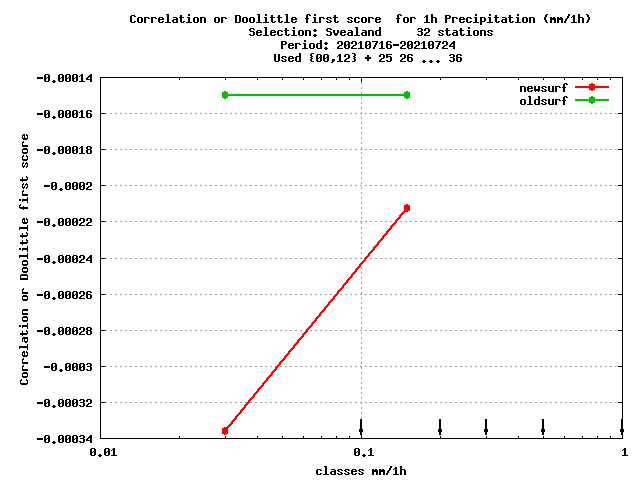 Correlation or Doolittle first score  for 1h Precipitation (mm/1h)
Selection: Svealand     32 stations
Period: 20210716-20210724
Used {00,12} + 25 26 ... 36
newsurf
oldsurf
Correlation or Doolittle first score
-0.00014
-0.00016
-0.00018
-0.0002
-0.00022
-0.00024
-0.00026
-0.00028
-0.0003
-0.00032
-0.00034
0.01
0.1
1
classes mm/1h